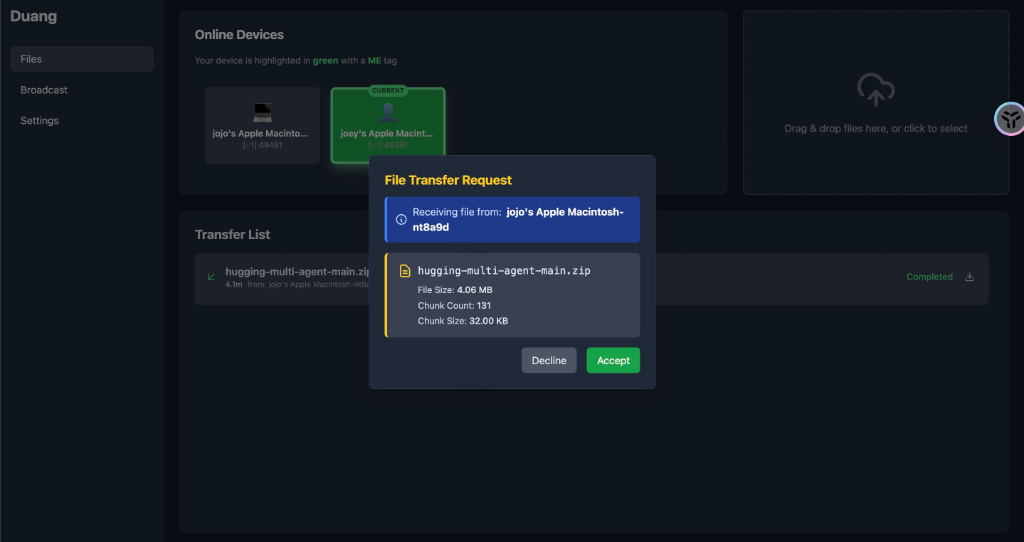 Duang
Files
Broadcast
Settings
Online Devices
Your device is highlighted in green with a ME tag
jojo's Apple Macinto...
[::1]:49491
CURRENT
joey's Apple Macint...
[::1]:49391
Drag & drop files here, or click to select
Transfer List
hugging-multi-agent-main.zip
4.1m from: jojo's Apple Macintosh-nt8a
Completed
File Transfer Request
Receiving file from: jojo's Apple Macintosh-
nt8a9d
hugging-multi-agent-main.zip
File Size: 4.06 MB
Chunk Count: 131
Chunk Size: 32.00 KB
Decline
Accept